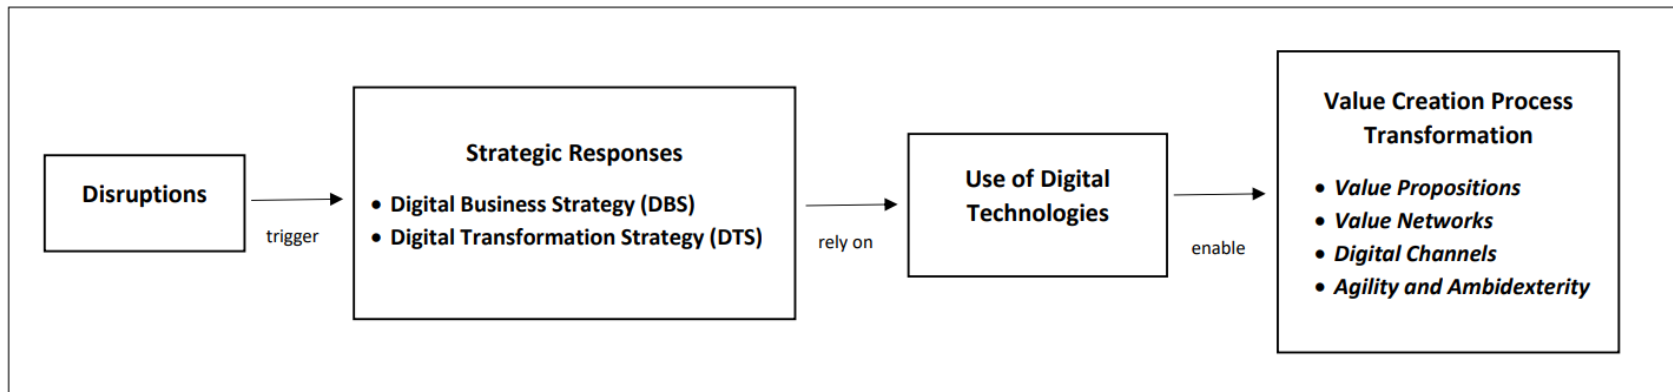 Disruptions
trigger
Strategic Responses
• Digital Business Strategy (DBS)
• Digital Transformation Strategy (DTS)
rely on
Use of Digital
Technologies
enable
Value Creation Process
Transformation
• Value Propositions
• Value Networks
• Digital Channels
• Agility and Ambidexterity